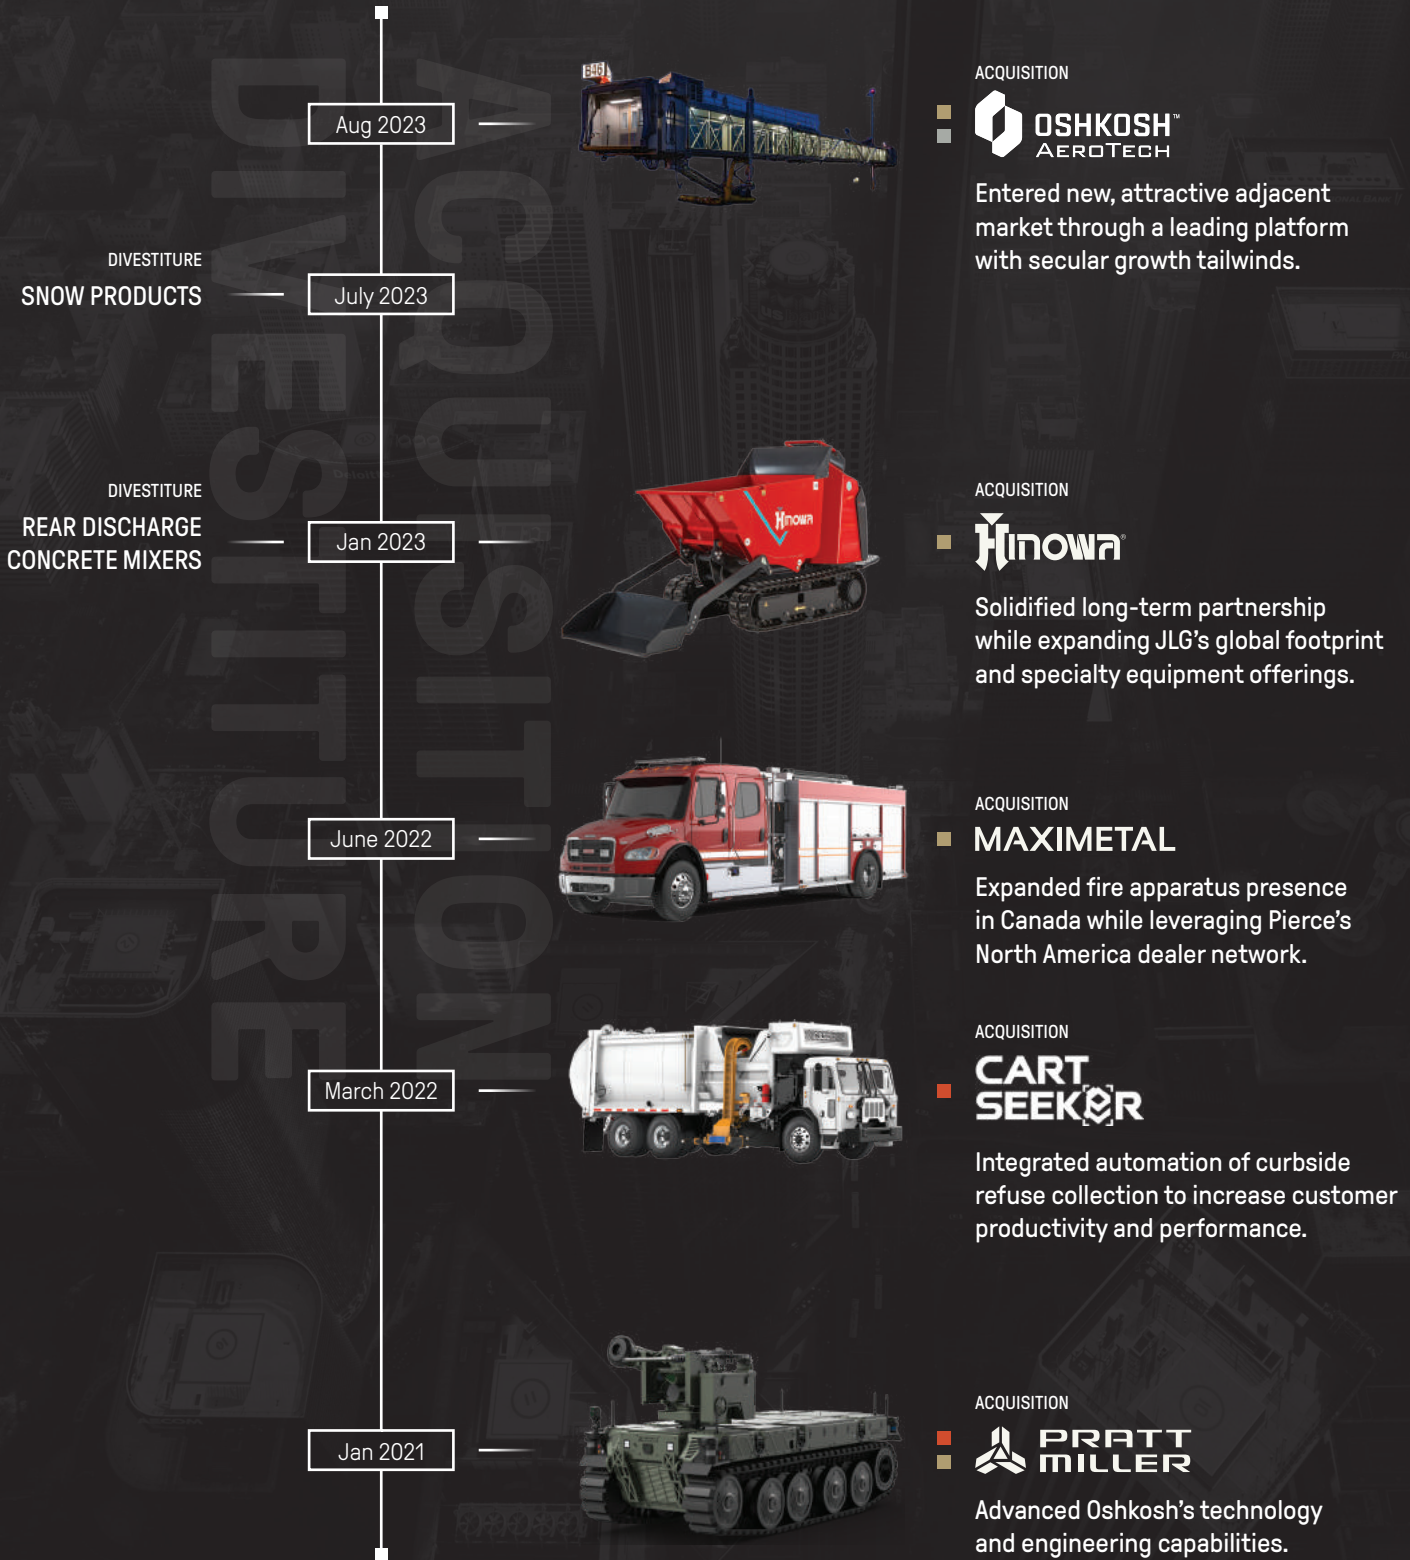 DIVESTITURE
ACQUISITION
Aug 2023
B46
ACQUISITION
OSHKOSH™
AEROTECH
Entered new, attractive adjacent
market through a leading platform
with secular growth tailwinds.
DIVESTITURE
SNOW PRODUCTS
July 2023
DIVESTITURE
REAR DISCHARGE
CONCRETE MIXERS
Jan 2023
HINOWA
ACQUISITION
HINOWA®
Solidified long-term partnership
while expanding JLG's global footprint
and specialty equipment offerings.
June 2022
ACQUISITION
MAXIMETAL
Expanded fire apparatus presence
in Canada while leveraging Pierce's
North America dealer network.
March 2022
ACQUISITION
CART
SEEKER
Integrated automation of curbside
refuse collection to increase customer
productivity and performance.
Jan 2021
ACQUISITION
PRATT
MILLER
Advanced Oshkosh's technology
and engineering capabilities.
Deloitte.